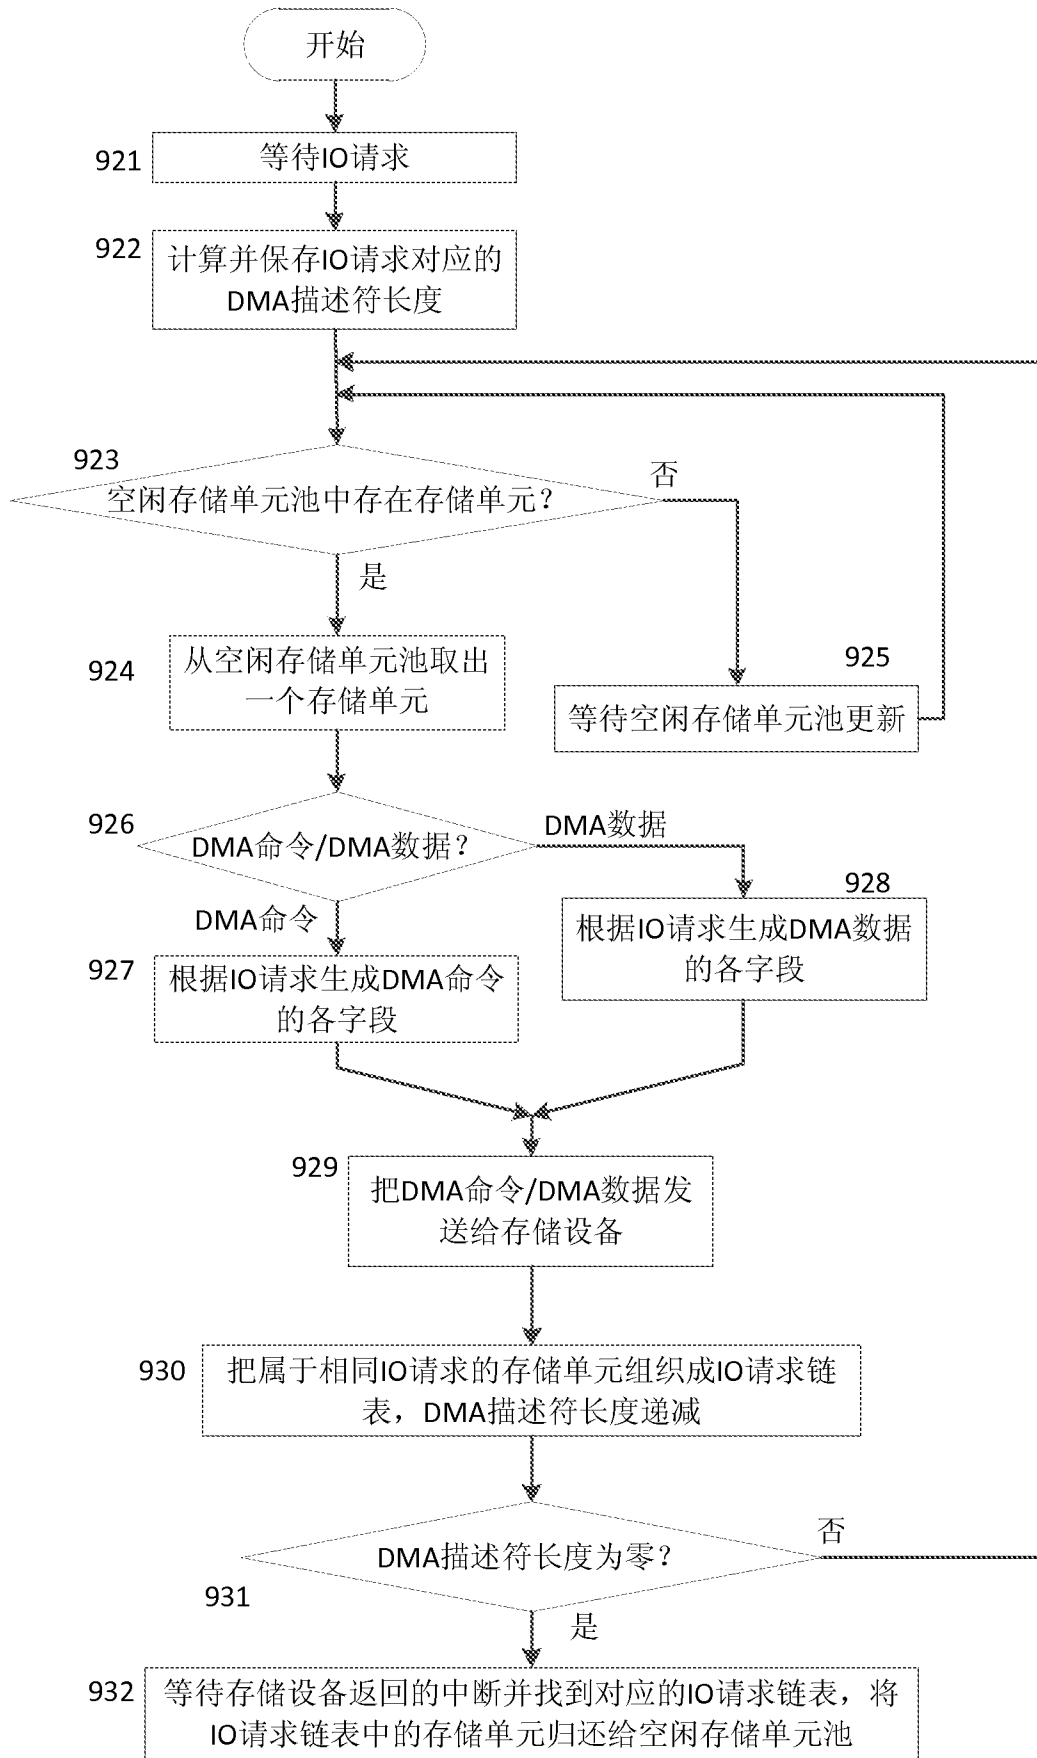 开始
921
等待IO请求
922
计算并保存IO请求对应的
DMA描述符长度
923
空闲存储单元池中存在存储单元？
否
是
924
从空闲存储单元池取出
一个存储单元
925
等待空闲存储单元池更新
926
DMA命令/DMA数据？
DMA数据
DMA命令
927
根据IO请求生成DMA命令
的各字段
928
根据IO请求生成DMA数据
的各字段
929
把DMA命令/DMA数据发
送给存储设备
930
把属于相同IO请求的存储单元组织成IO请求链
表，DMA描述符长度递减
931
DMA描述符长度为零？
否
是
932
等待存储设备返回的中断并找到对应的IO请求链表，将
IO请求链表中的存储单元归还给空闲存储单元池